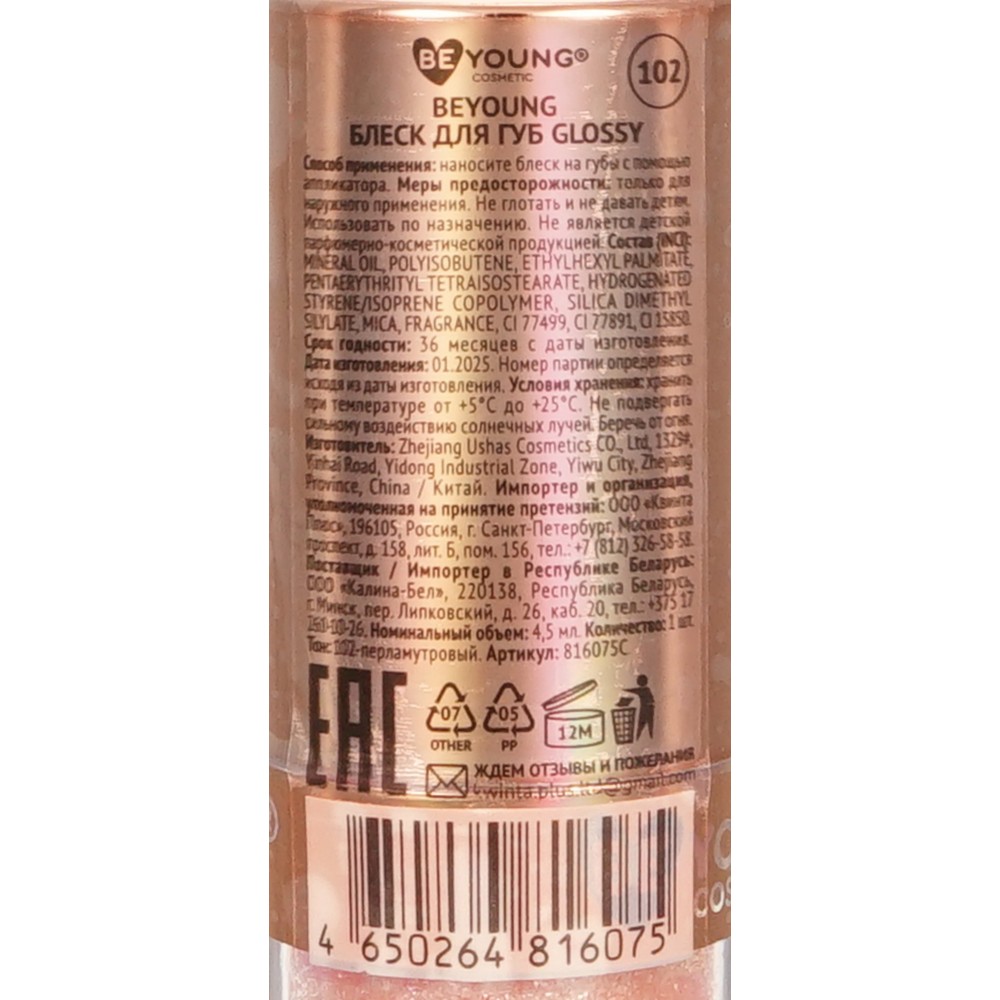 BE YOUNG®
COSMETIC
102
BEYOUNG
БЛЕСК ДЛЯ ГУБ GLOSSY
Способ применения: наносите блеск на губы с помощью
аппликатора. Меры предосторожности: только для
наружного применения. Не глотать и не давать детям.
Использовать по назначению. Не является детской
парфюмерно-косметической продукцией. Состав (INCI):
MINERAL OIL, POLYISOBUTENE, ETHYLHEXYL PALMITATE,
PENTAERYTHRITYL TETRAISOSTEARATE, HYDROGENATED
STYRENE/ISOPRENE COPOLYMER, SILICA DIMETHYL
SILYLATE, MICA, FRAGRANCE, CI 77499, CI 77891, CI 15850.
Срок годности: 36 месяцев с даты изготовления.
Дата изготовления: 01.2025. Номер партии определяется
исходя из даты изготовления. Условия хранения: хранить
при температуре от +5°C до +25°C. Не подвергать
сильному воздействию солнечных лучей. Беречь от огня.
Изготовитель: Zhejiang Ushas Cosmetics CO., Ltd, 1329#,
Yinhai Road, Yidong Industrial Zone, Yiwu City, Zhejiang
Province, China / Китай. Импортер и организация,
уполномоченная на принятие претензий: ООО «Квинта
Плюс», 196105, Россия, г. Санкт-Петербург, Московский
проспект, д. 158, лит. Б, пом. 156, тел.: +7 (812) 326-58-58.
Поставщик / Импортер в Республике Беларусь:
ООО «Калина-Бел», 220138, Республика Беларусь,
г. Минск, пер. Липковский, д. 26, каб. 20, тел.: +375 17
Номинальный объем: 4,5 мл. Количество: 1 шт.
Тон: 102-перламутровый. Артикул: 816075C
EAC
07
OTHER
05
PP
12M
ЖДЕМ ОТЗЫВЫ И ПОЖЕЛАНИЯ
kwinta.plus.ltd@gmail.com
4 650264 816075